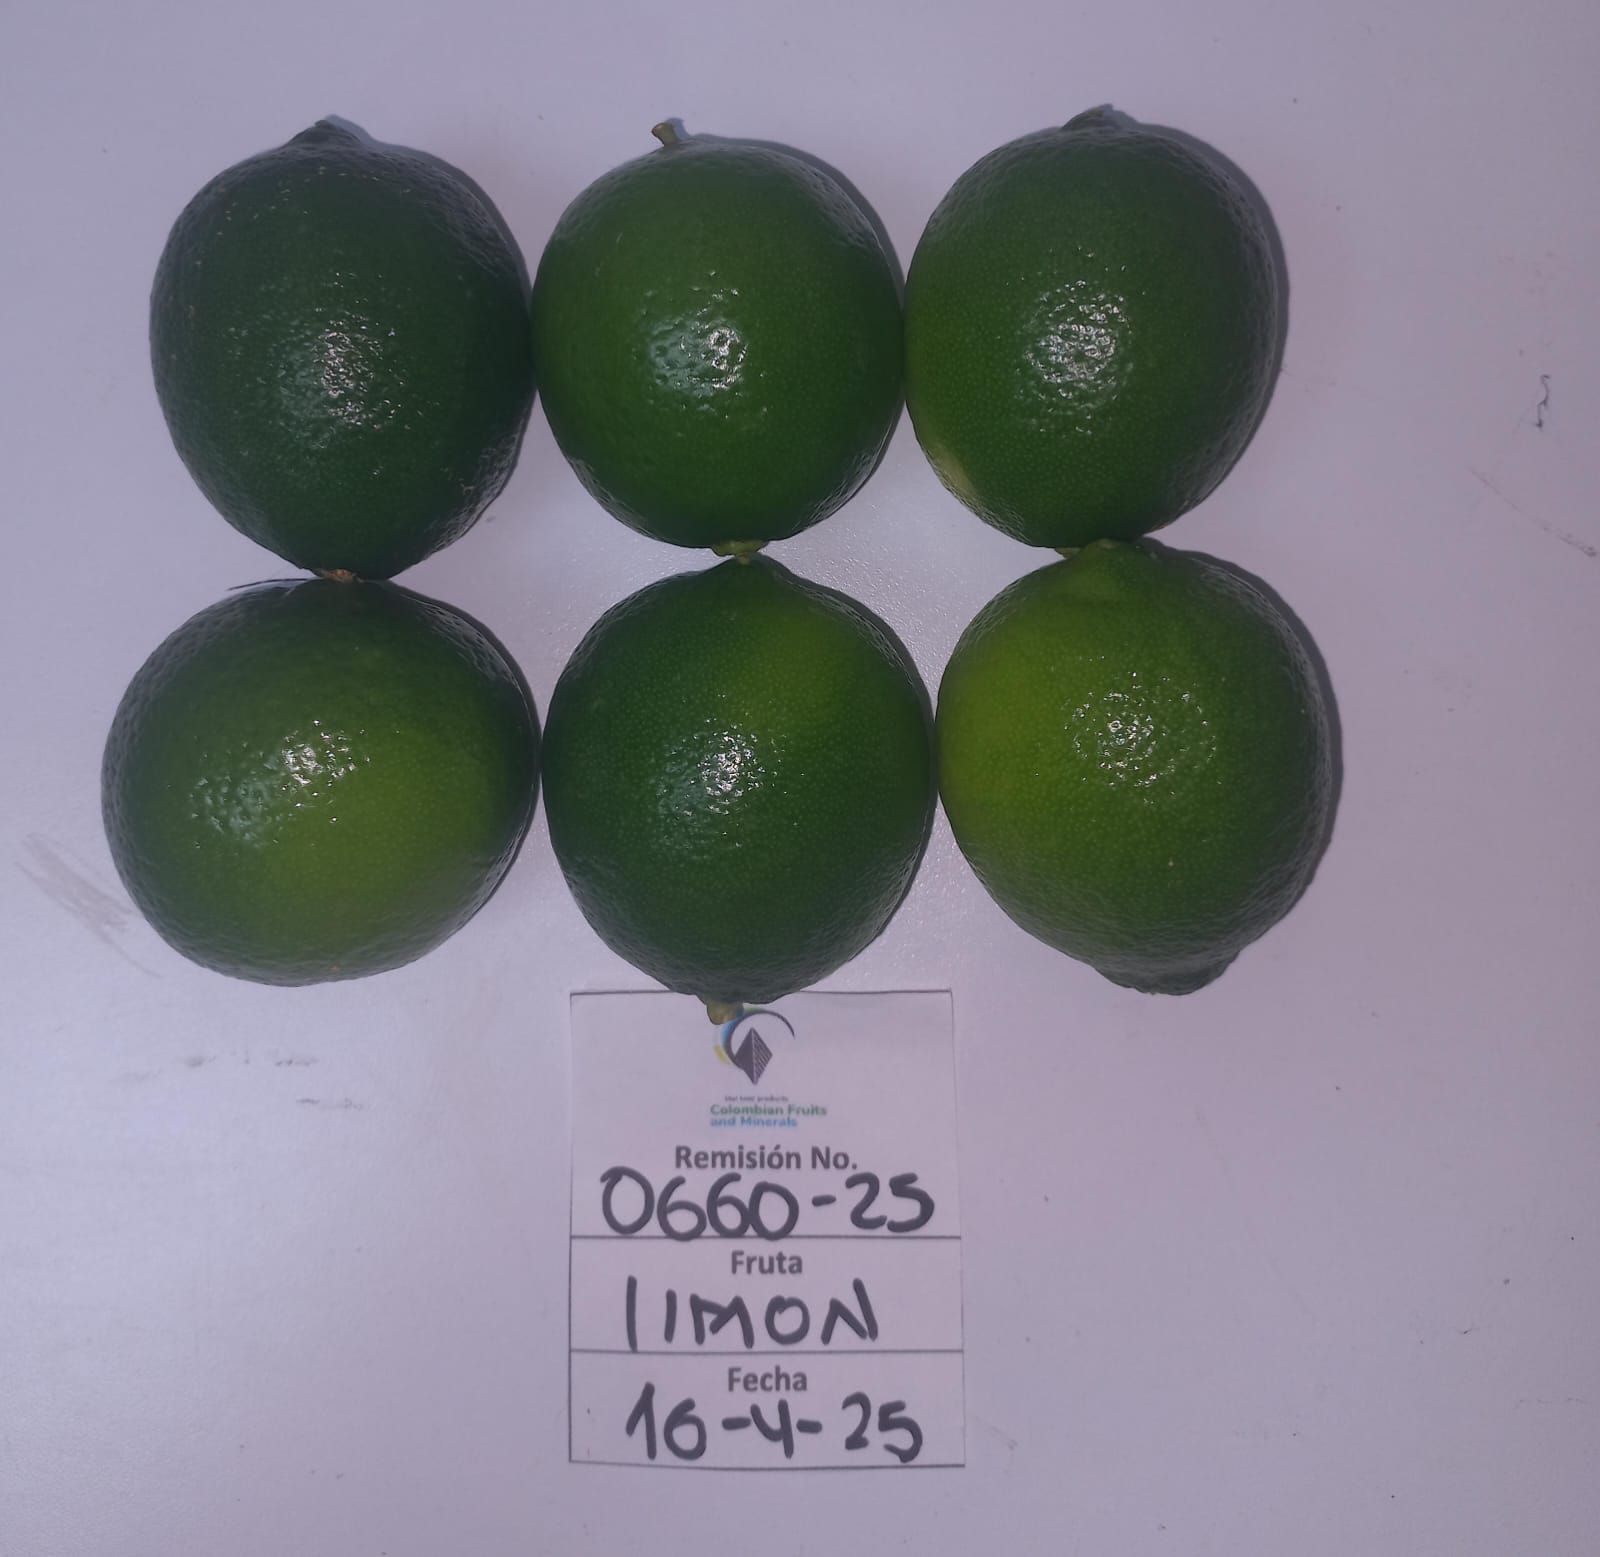 Colombian Fruits
and Minerals
Remisión No.
0660-25
Fruta
LIMON
Fecha
16-4-25